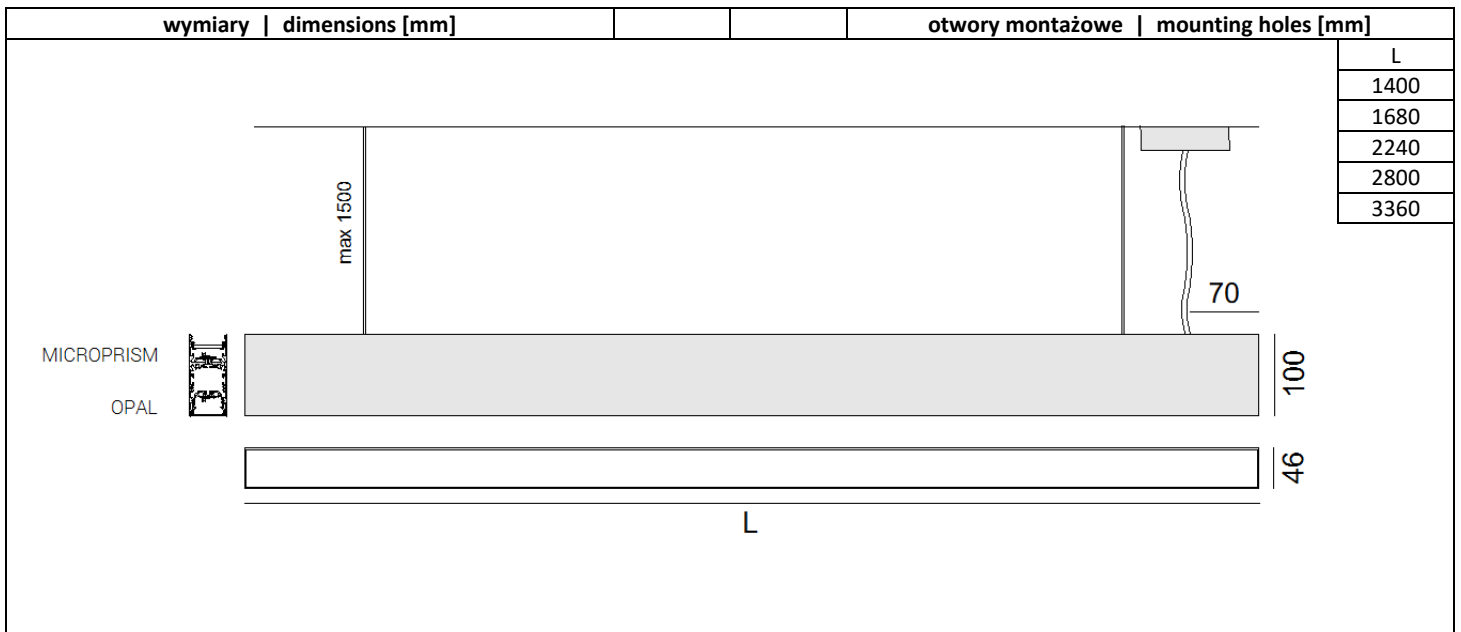 wymiary | dimensions [mm]
otwory montażowe | mounting holes [mm]
L
1400
1680
2240
2800
3360
max 1500
70
MICROPRISM
100
OPAL
46
L